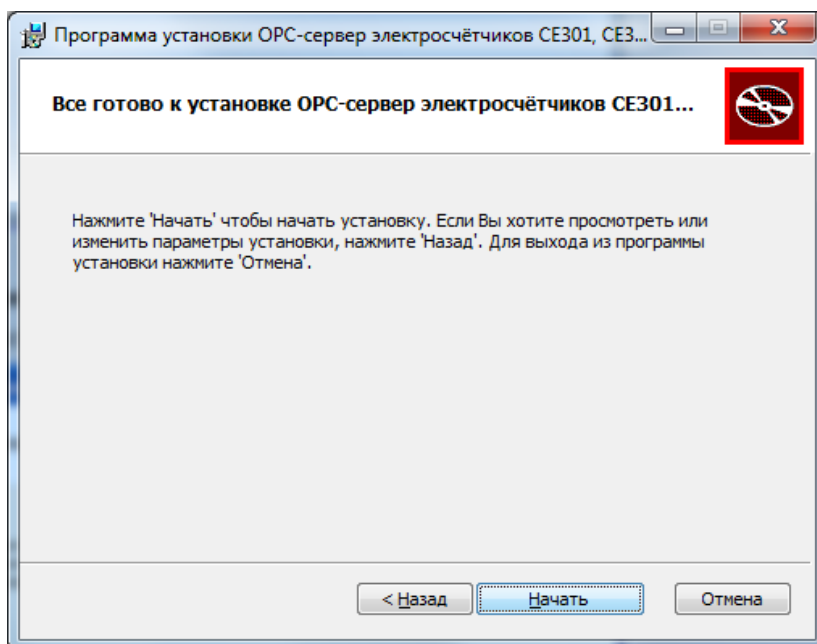 Программа установки OPC-сервер электросчётчиков CE301, CE3...
Все готово к установке OPC-сервер электросчётчиков CE301...
Нажмите 'Начать' чтобы начать установку. Если Вы хотите просмотреть или
изменить параметры установки, нажмите 'Назад'. Для выхода из программы
установки нажмите 'Отмена'.
< Назад Начать Отмена